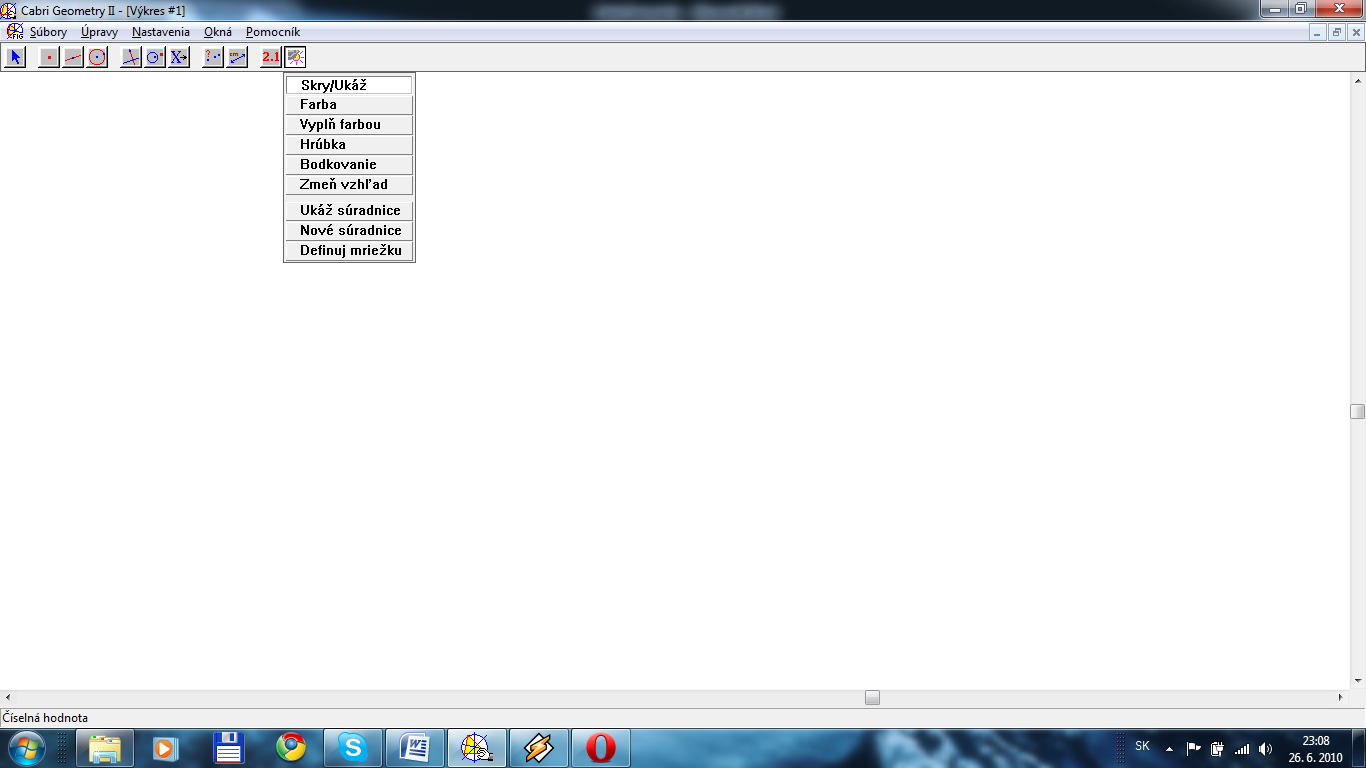 Cabri Geometry II - [Výkres #1]
Súbory Úpravy Nastavenia Okná Pomocník
2.1
Skry/Ukáž
Farba
Vyplň farbou
Hrúbka
Bodkovanie
Zmeň vzhľad
Ukáž súradnice
Nové súradnice
Definuj mriežku
Číselná hodnota
SK
23:08
26. 6. 2010